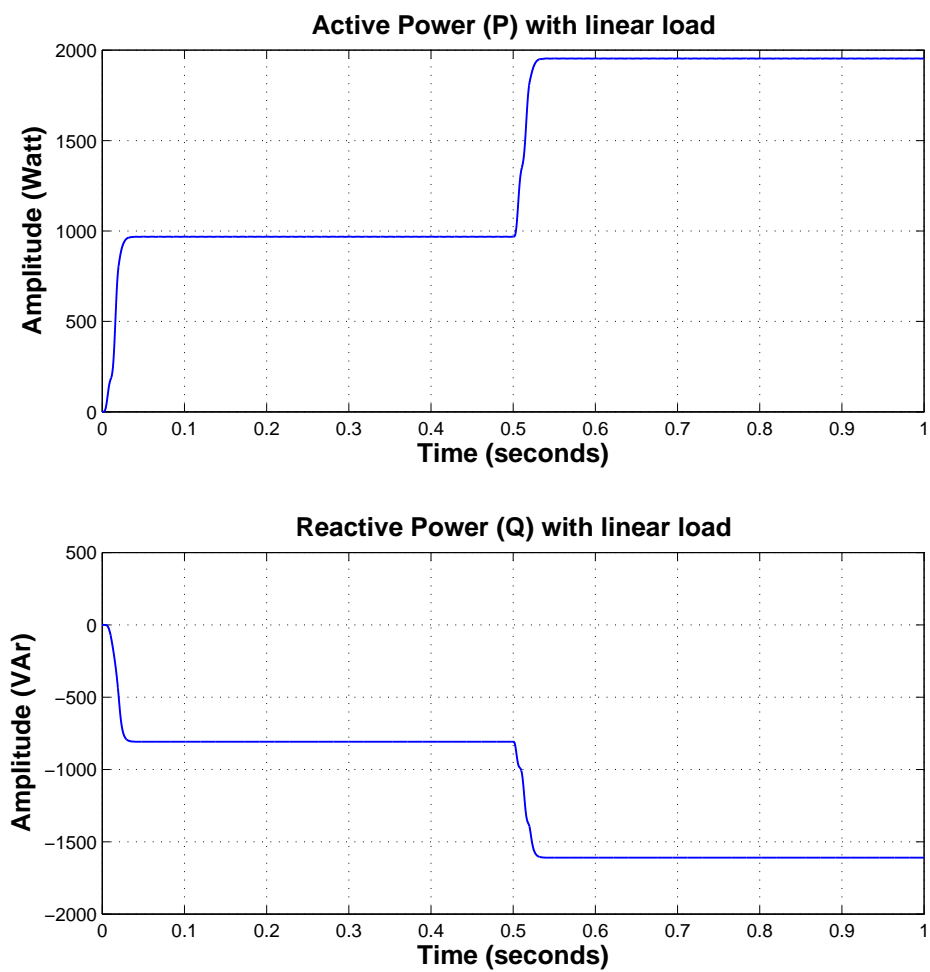 Active Power (P) with linear load
2000
1500
1000
500
0
Amplitude (Watt)
0 0.1 0.2 0.3 0.4 0.5 0.6 0.7 0.8 0.9 1
Time (seconds)
Reactive Power (Q) with linear load
500
0
−500
−1000
−1500
−2000
Amplitude (VAr)
0 0.1 0.2 0.3 0.4 0.5 0.6 0.7 0.8 0.9 1
Time (seconds)